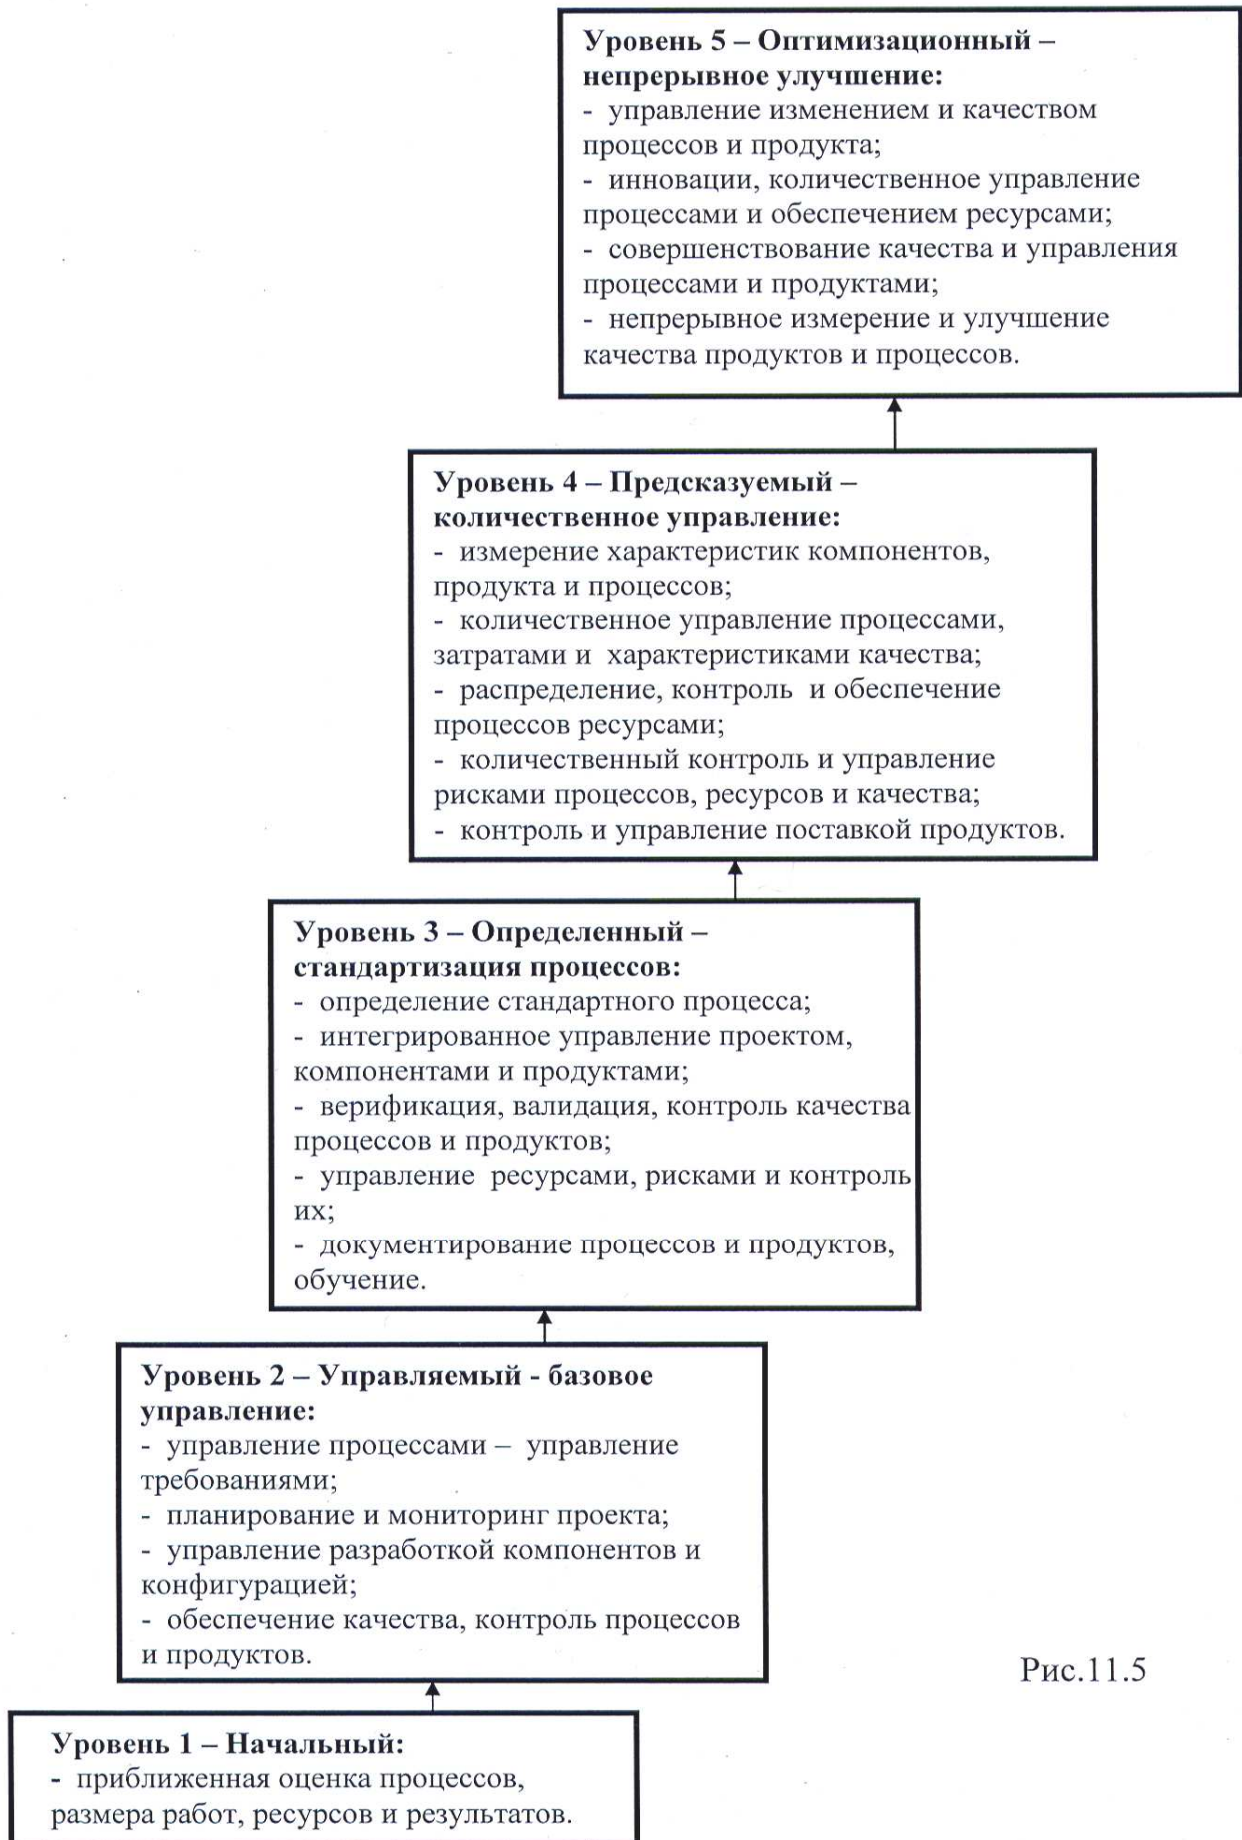 Уровень 5 – Оптимизационный –
непрерывное улучшение:
- управление изменением и качеством
процессов и продукта;
- инновации, количественное управление
процессами и обеспечением ресурсами;
- совершенствование качества и управления
процессами и продуктами;
- непрерывное измерение и улучшение
качества продуктов и процессов.
Уровень 4 – Предсказуемый –
количественное управление:
- измерение характеристик компонентов,
продукта и процессов;
- количественное управление процессами,
затратами и характеристиками качества;
- распределение, контроль и обеспечение
процессов ресурсами;
- количественный контроль и управление
рисками процессов, ресурсов и качества;
- контроль и управление поставкой продуктов.
Уровень 3 – Определенный –
стандартизация процессов:
- определение стандартного процесса;
- интегрированное управление проектом,
компонентами и продуктами;
- верификация, валидация, контроль качества
процессов и продуктов;
- управление ресурсами, рисками и контроль
их;
- документирование процессов и продуктов,
обучение.
Уровень 2 – Управляемый - базовое
управление:
- управление процессами – управление
требованиями;
- планирование и мониторинг проекта;
- управление разработкой компонентов и
конфигурацией;
- обеспечение качества, контроль процессов
и продуктов.
Рис.11.5
Уровень 1 – Начальный:
- приближенная оценка процессов,
размера работ, ресурсов и результатов.